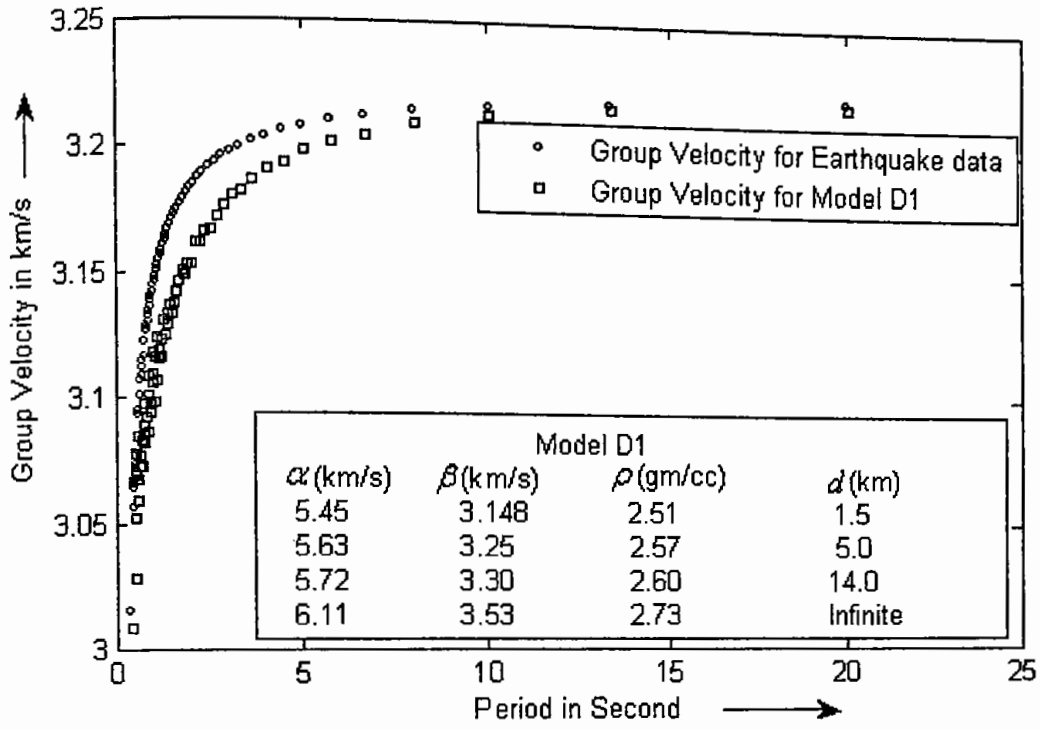 3.25
3.2
3.15
3.1
3.05
3
Group Velocity in km/s
Group Velocity for Earthquake data
Group Velocity for Model D1
Model D1
α (km/s) β (km/s) ρ (gm/cc) d (km)
5.45 3.148 2.51 1.5
5.63 3.25 2.57 5.0
5.72 3.30 2.60 14.0
6.11 3.53 2.73 Infinite
0 5 10 15 20 25
Period in Second